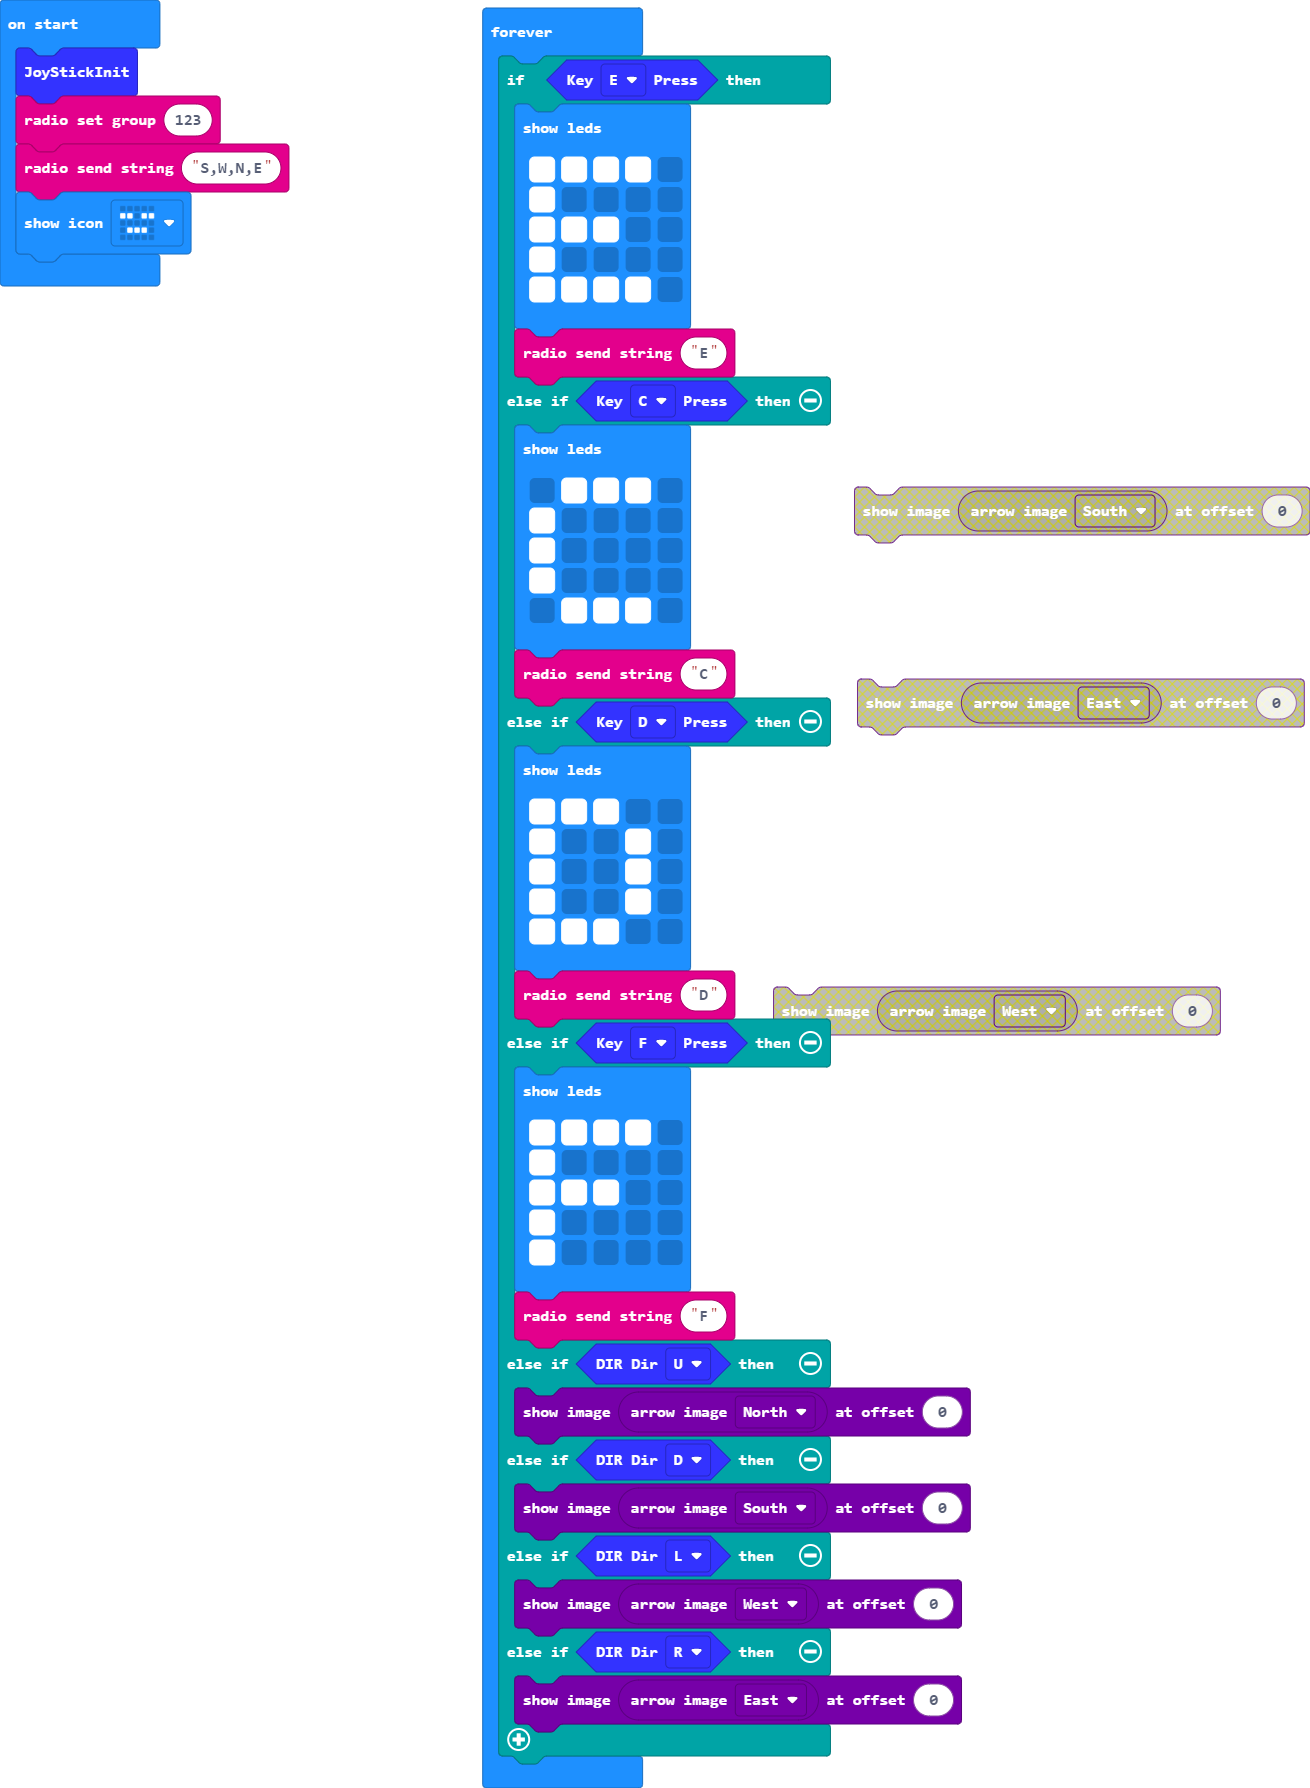 on start
JoyStickInit
radio set group 123
radio send string "S,W,N,E"
show icon
forever
if Key E Press then
show leds
radio send string "E"
else if Key C Press then
show leds
radio send string "C"
else if Key D Press then
show leds
radio send string "D"
else if Key F Press then
show leds
radio send string "F"
else if DIR Dir U then
show image arrow image North at offset 0
else if DIR Dir D then
show image arrow image South at offset 0
else if DIR Dir L then
show image arrow image West at offset 0
else if DIR Dir R then
show image arrow image East at offset 0
show image arrow image South at offset 0
show image arrow image East at offset 0
show image arrow image West at offset 0